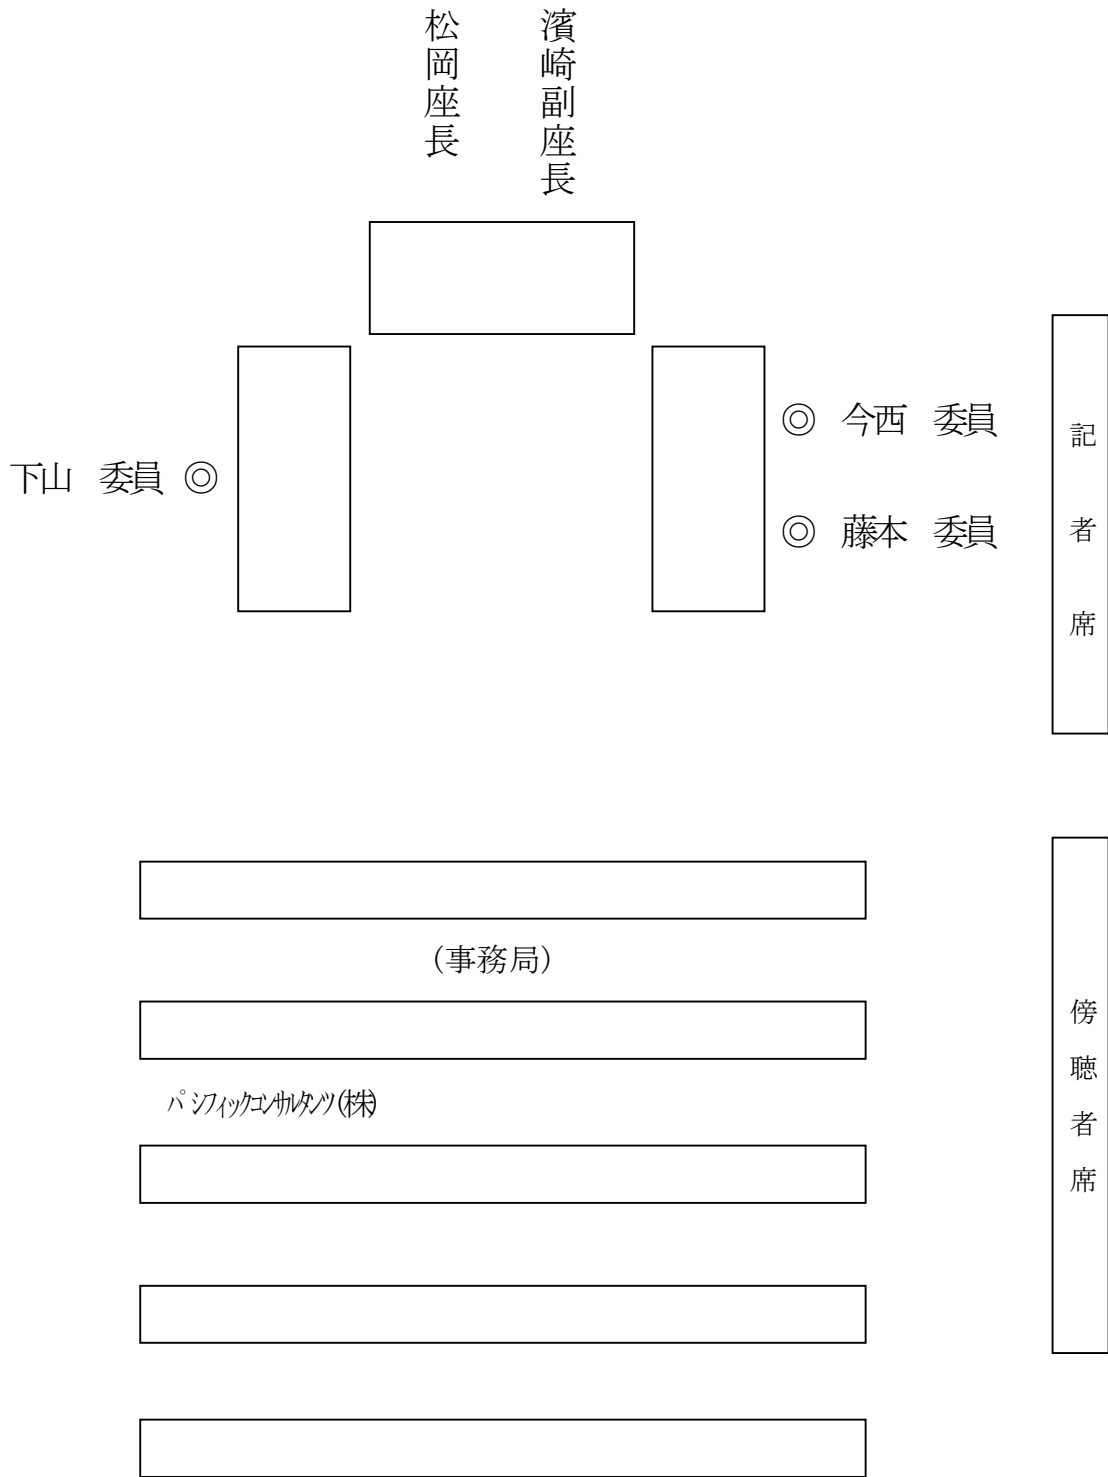 松岡座長
濱崎副座長
◎ 今西 委員
下山 委員 ◎
◎ 藤本 委員
記者席
(事務局)
パシフィックコンサルタンツ(株)
傍聴者席